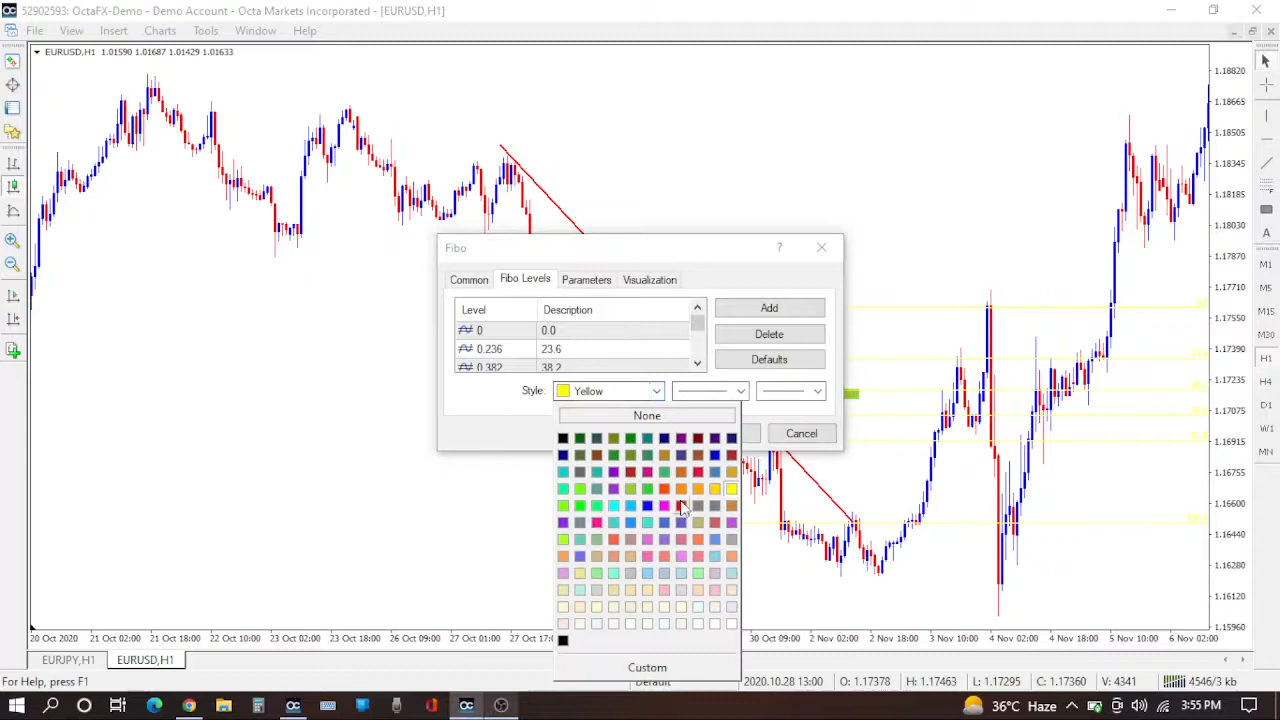 52902593: OctaFX-Demo - Demo Account - Octa Markets Incorporated - [EURUSD,H1]
File View Insert Charts Tools Window Help
EURUSD,H1 1.01590 1.01687 1.01429 1.01633
1.18820
1.18665
1.18505
1.18345
1.18185
1.18030
1.17870
1.17710
1.17550
1.17390
1.17235
1.17075
1.16915
1.16755
1.16600
1.16440
1.16280
1.16120
1.15960
A
M1
M5
M15
M30
H1
H4
D1
W1
MN
Fibo
Common Fibo Levels Parameters Visualization
Level Description
0 0.0
0.236 23.6
0.382 38.2
Add
Delete
Defaults
Style: Yellow
None
Cancel
Custom
20 Oct 2020 21 Oct 02:00 21 Oct 18:00 22 Oct 10:00 23 Oct 02:00 23 Oct 18:00 26 Oct 09:00 27 Oct 01:00 27 Oct 17:00 30 Oct 09:00 2 Nov 02:00 2 Nov 18:00 3 Nov 10:00 4 Nov 02:00 4 Nov 18:00 5 Nov 10:00 6 Nov 02:00
EURJPY,H1 EURUSD,H1
For Help, press F1 Default 2020.10.28 13:00 O: 1.17378 H: 1.17463 L: 1.17295 C: 1.17360 V: 4341 4546/3 kb
36°C Haze 3:55 PM